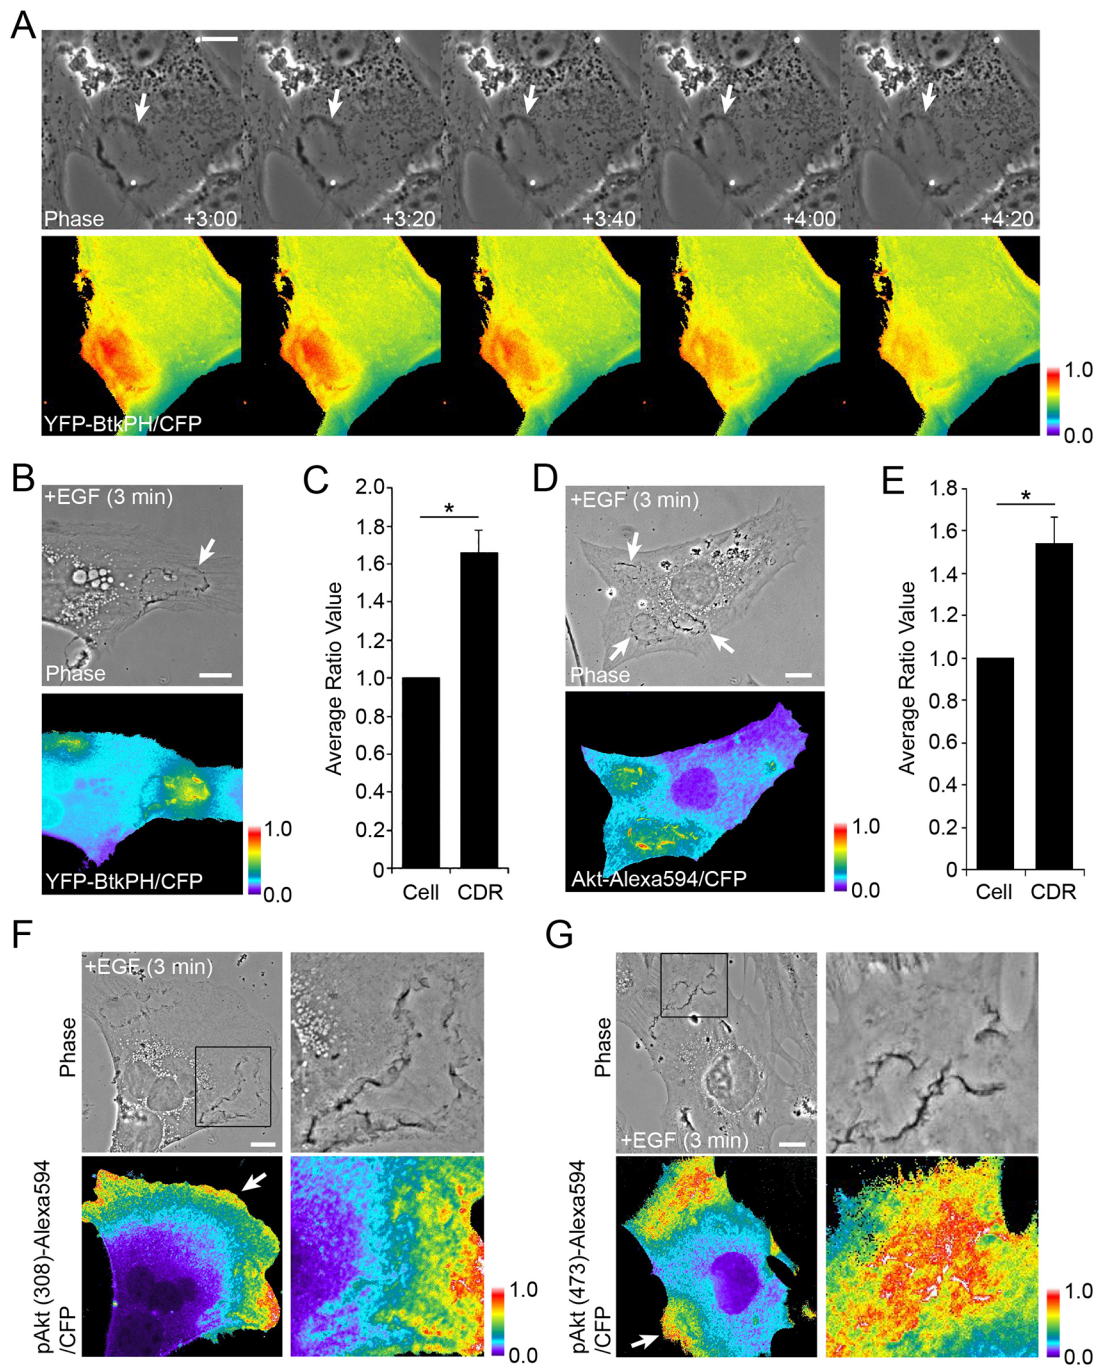 A
Phase
+3:00
+3:20
+3:40
+4:00
+4:20
YFP-BtkPH/CFP
1.0
0.0
B
+EGF (3 min)
Phase
YFP-BtkPH/CFP
1.0
0.0
C
Average Ratio Value
2.0
1.8
1.6
1.4
1.2
1.0
0.8
0.6
0.4
0.2
0
*
Cell
CDR
D
+EGF (3 min)
Phase
Akt-Alexa594/CFP
1.0
0.0
E
Average Ratio Value
1.8
1.6
1.4
1.2
1.0
0.8
0.6
0.4
0.2
0
*
Cell
CDR
F
Phase
+EGF (3 min)
pAkt (308)-Alexa594
/CFP
1.0
0.0
G
Phase
+EGF (3 min)
pAkt (473)-Alexa594
/CFP
1.0
0.0